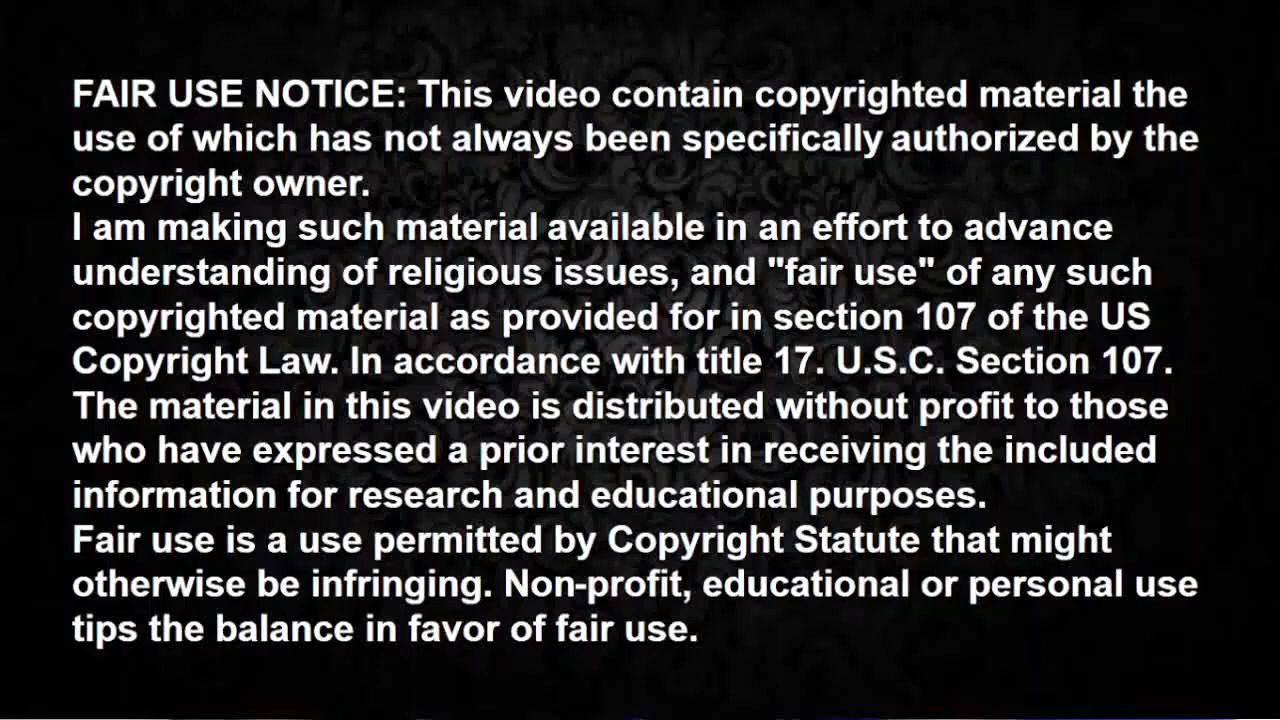 FAIR USE NOTICE: This video contain copyrighted material the
use of which has not always been specifically authorized by the
copyright owner.
I am making such material available in an effort to advance
understanding of religious issues, and "fair use" of any such
copyrighted material as provided for in section 107 of the US
Copyright Law. In accordance with title 17. U.S.C. Section 107.
The material in this video is distributed without profit to those
who have expressed a prior interest in receiving the included
information for research and educational purposes.
Fair use is a use permitted by Copyright Statute that might
otherwise be infringing. Non-profit, educational or personal use
tips the balance in favor of fair use.